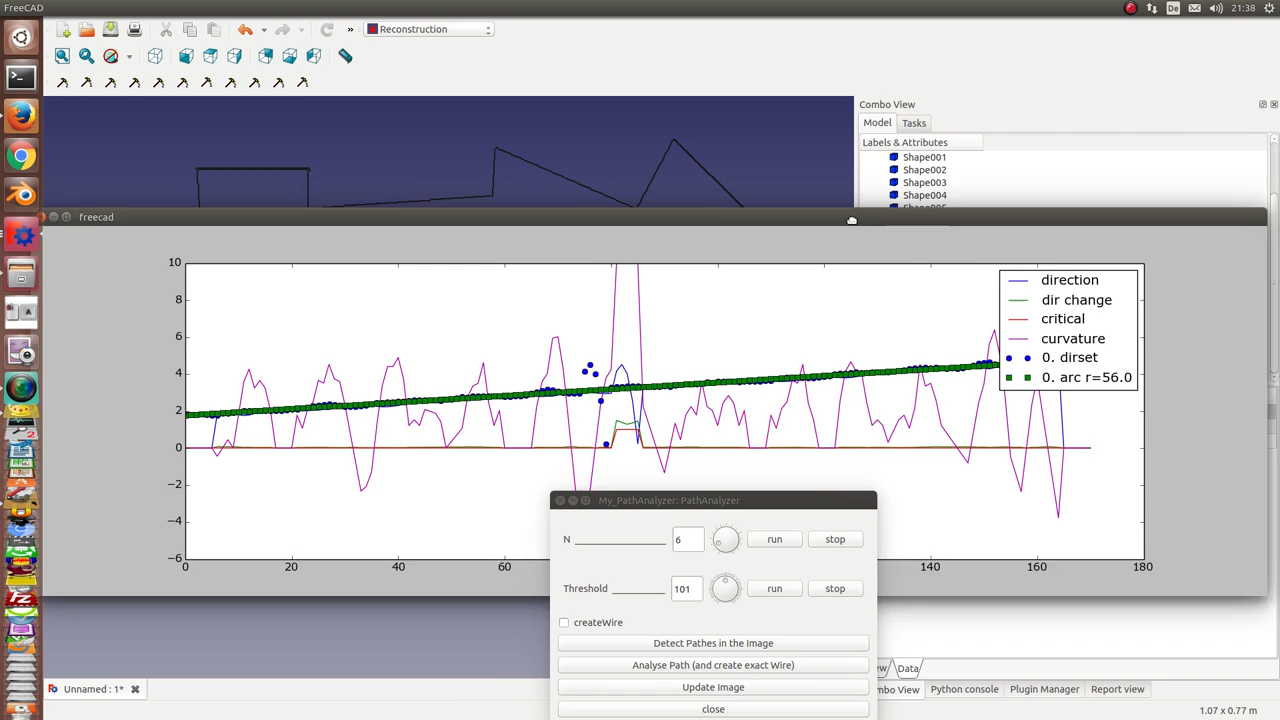 FreeCAD
De
21:38
»
Reconstruction
Combo View
Model
Tasks
Labels & Attributes
Shape001
Shape002
Shape003
Shape004
freecad
10
8
6
4
2
0
−2
−4
−6
0
20
40
60
140
160
180
direction
dir change
critical
curvature
0. dirset
0. arc r=56.0
My_PathAnalyzer: PathAnalyzer
N
6
run
stop
Threshold
101
run
stop
createWire
Detect Pathes in the Image
Analyse Path (and create exact Wire)
Update Image
close
Data
Unnamed : 1*
Python console
Plugin Manager
Report view
1.07 x 0.77 m